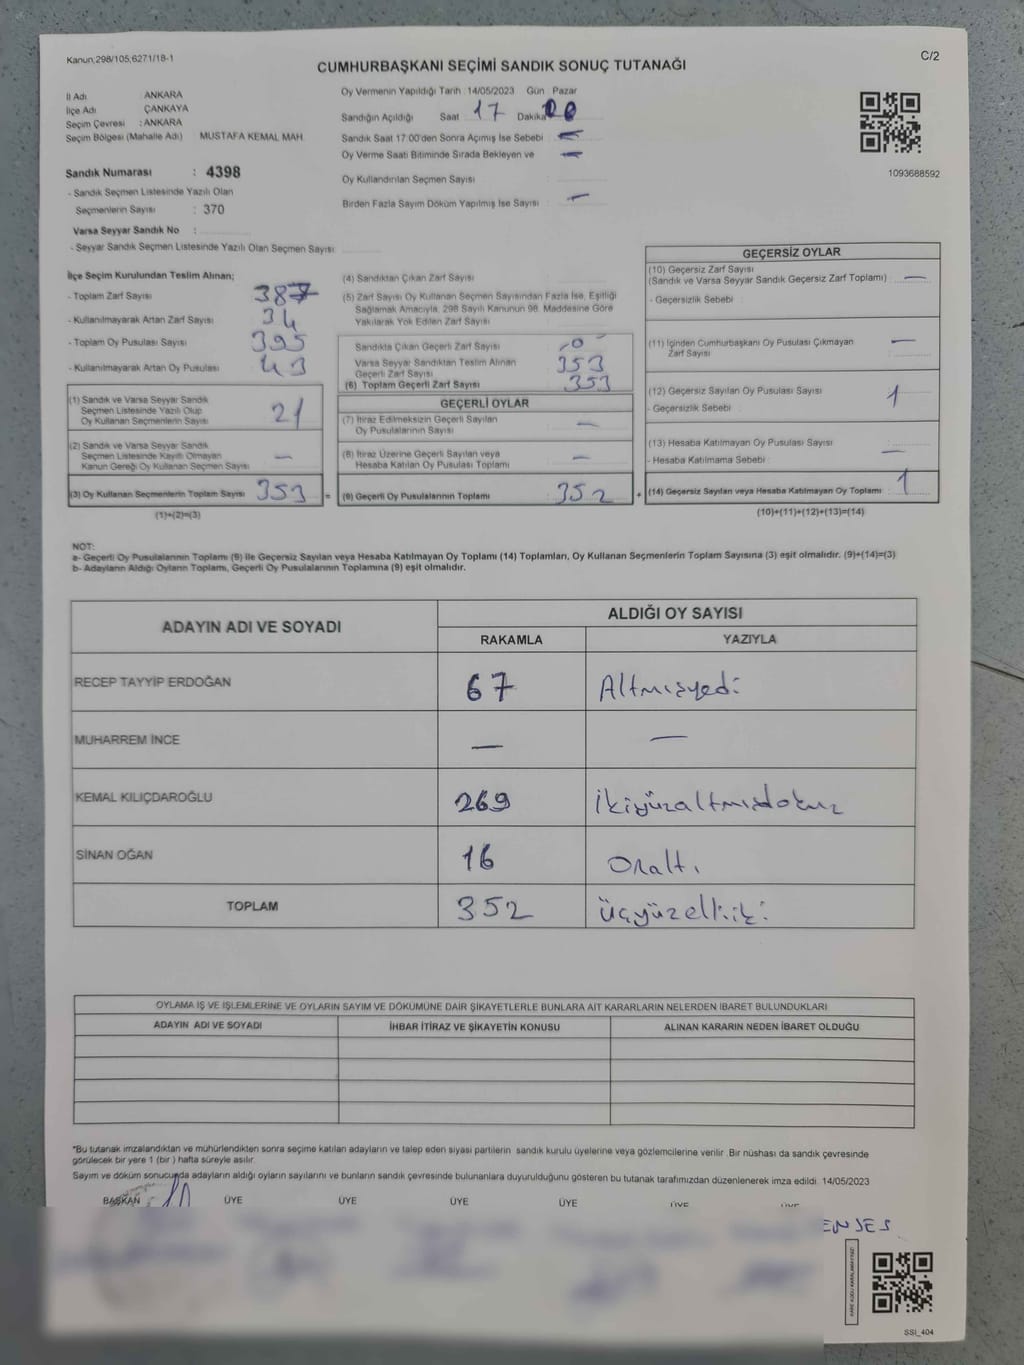 Kanun:298/105,6271/18-1
C/2
CUMHURBAŞKANI SEÇİMİ SANDIK SONUÇ TUTANAĞI
İl Adı ANKARA
İlçe Adı ÇANKAYA
Seçim Çevresi : ANKARA
Seçim Bölgesi (Mahalle Adı) MUSTAFA KEMAL MAH.
Sandık Numarası : 4398
- Sandık Seçmen Listesinde Yazılı Olan
Seçmenlerin Sayısı : 370
Varsa Seyyar Sandık No :
- Seyyar Sandık Seçmen Listesinde Yazılı Olan Seçmen Sayısı
Oy Vermenin Yapıldığı Tarih :14/05/2023 Gün Pazar
Sandığın Açıldığı Saat 17 Dakika 00
Sandık Saat 17:00'den Sonra Açımış İse Sebebi : —
Oy Verme Saati Bitiminde Sırada Bekleyen ve —
Oy Kullandırılan Seçmen Sayısı
Birden Fazla Sayım Döküm Yapılmış İse Sayısı : —
1093688592
İlçe Seçim Kurulundan Teslim Alınan;
- Toplam Zarf Sayısı 387
- Kullanılmayarak Artan Zarf Sayısı : 34
- Toplam Oy Pusulası Sayısı 395
- Kullanılmayarak Artan Oy Pusulası 43
(1) Sandık ve Varsa Seyyar Sandık
Seçmen Listesinde Yazılı Olup
Oy Kullanan Seçmenlerin Sayısı : 21
(2) Sandık ve Varsa Seyyar Sandık
Seçmen Listesinde Kayıtlı Olmayan
Kanun Gereği Oy Kullanan Seçmen Sayısı —
(3) Oy Kullanan Seçmenlerin Toplam Sayısı 353 =
(1)+(2)=(3)
(4) Sandıktan Çıkan Zarf Sayısı :
(5) Zarf Sayısı Oy Kullanan Seçmen Sayısından Fazla İse, Eşitliği
Sağlamak Amacıyla, 298 Sayılı Kanunun 98. Maddesine Göre
Yakılarak Yok Edilen Zarf Sayısı :
Sandıkta Çıkan Geçerli Zarf Sayısı 0
Varsa Seyyar Sandıktan Teslim Alınan
Geçerli Zarf Sayısı 353
(6) Toplam Geçerli Zarf Sayısı 353
GEÇERLİ OYLAR
(7) İtiraz Edilmeksizin Geçerli Sayılan
Oy Pusulalarının Sayısı : —
(8) İtiraz Üzerine Geçerli Sayılan veya
Hesaba Katılan Oy Pusulası Toplamı : —
(9) Geçerli Oy Pusulalarının Toplamı : 352 +
GEÇERSİZ OYLAR
(10) Geçersiz Zarf Sayısı
(Sandık ve Varsa Seyyar Sandık Geçersiz Zarf Toplamı) : —
- Geçersizlik Sebebi :
(11) İçinden Cumhurbaşkanı Oy Pusulası Çıkmayan
Zarf Sayısı : —
(12) Geçersiz Sayılan Oy Pusulası Sayısı : 1
- Geçersizlik Sebebi :
(13) Hesaba Katılmayan Oy Pusulası Sayısı :
- Hesaba Katılmama Sebebi : —
(14) Geçersiz Sayılan veya Hesaba Katılmayan Oy Toplamı : 1
(10)+(11)+(12)+(13)=(14)
NOT:
a- Geçerli Oy Pusulalarının Toplamı (9) ile Geçersiz Sayılan veya Hesaba Katılmayan Oy Toplamı (14) Toplamları, Oy Kullanan Seçmenlerin Toplam Sayısına (3) eşit olmalıdır. (9)+(14)=(3)
b- Adayların Aldığı Oyların Toplamı, Geçerli Oy Pusulalarının Toplamına (9) eşit olmalıdır.
ADAYIN ADI VE SOYADI
ALDIĞI OY SAYISI
RAKAMLA YAZIYLA
RECEP TAYYİP ERDOĞAN 67 Altmışyedi
MUHARREM İNCE — —
KEMAL KILIÇDAROĞLU 269 İkiyüzaltmışdokuz
SİNAN OĞAN 16 Onaltı
TOPLAM 352 üçyüzelliiki
OYLAMA İŞ VE İŞLEMLERİNE VE OYLARIN SAYIM VE DÖKÜMÜNE DAİR ŞİKAYETLERLE BUNLARA AİT KARARLARIN NELERDEN İBARET BULUNDUKLARI
ADAYIN ADI VE SOYADI İHBAR İTİRAZ VE ŞİKAYETİN KONUSU ALINAN KARARIN NEDEN İBARET OLDUĞU
*Bu tutanak imzalandıktan ve mühürlendikten sonra seçime katılan adayların ve talep eden siyasi partilerin sandık kurulu üyelerine veya gözlemcilerine verilir .Bir nüshası da sandık çevresinde
görülecek bir yere 1 (bir ) hafta süreyle asılır.
Sayım ve döküm sonucunda adayların aldığı oyların sayılarını ve bunların sandık çevresinde bulunanlara duyurulduğunu gösteren bu tutanak tarafımızdan düzenlenerek imza edildi. 14/05/2023
BAŞKAN ÜYE ÜYE ÜYE ÜYE ÜYE ÜYE
ENSES
SSI_404